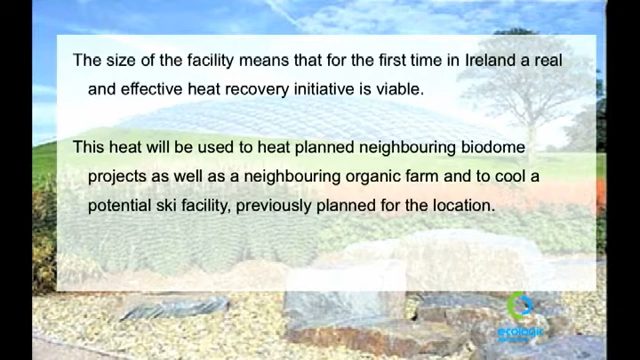 The size of the facility means that for the first time in Ireland a real
and effective heat recovery initiative is viable.
This heat will be used to heat planned neighbouring biodome
projects as well as a neighbouring organic farm and to cool a
potential ski facility, previously planned for the location.
ecologic